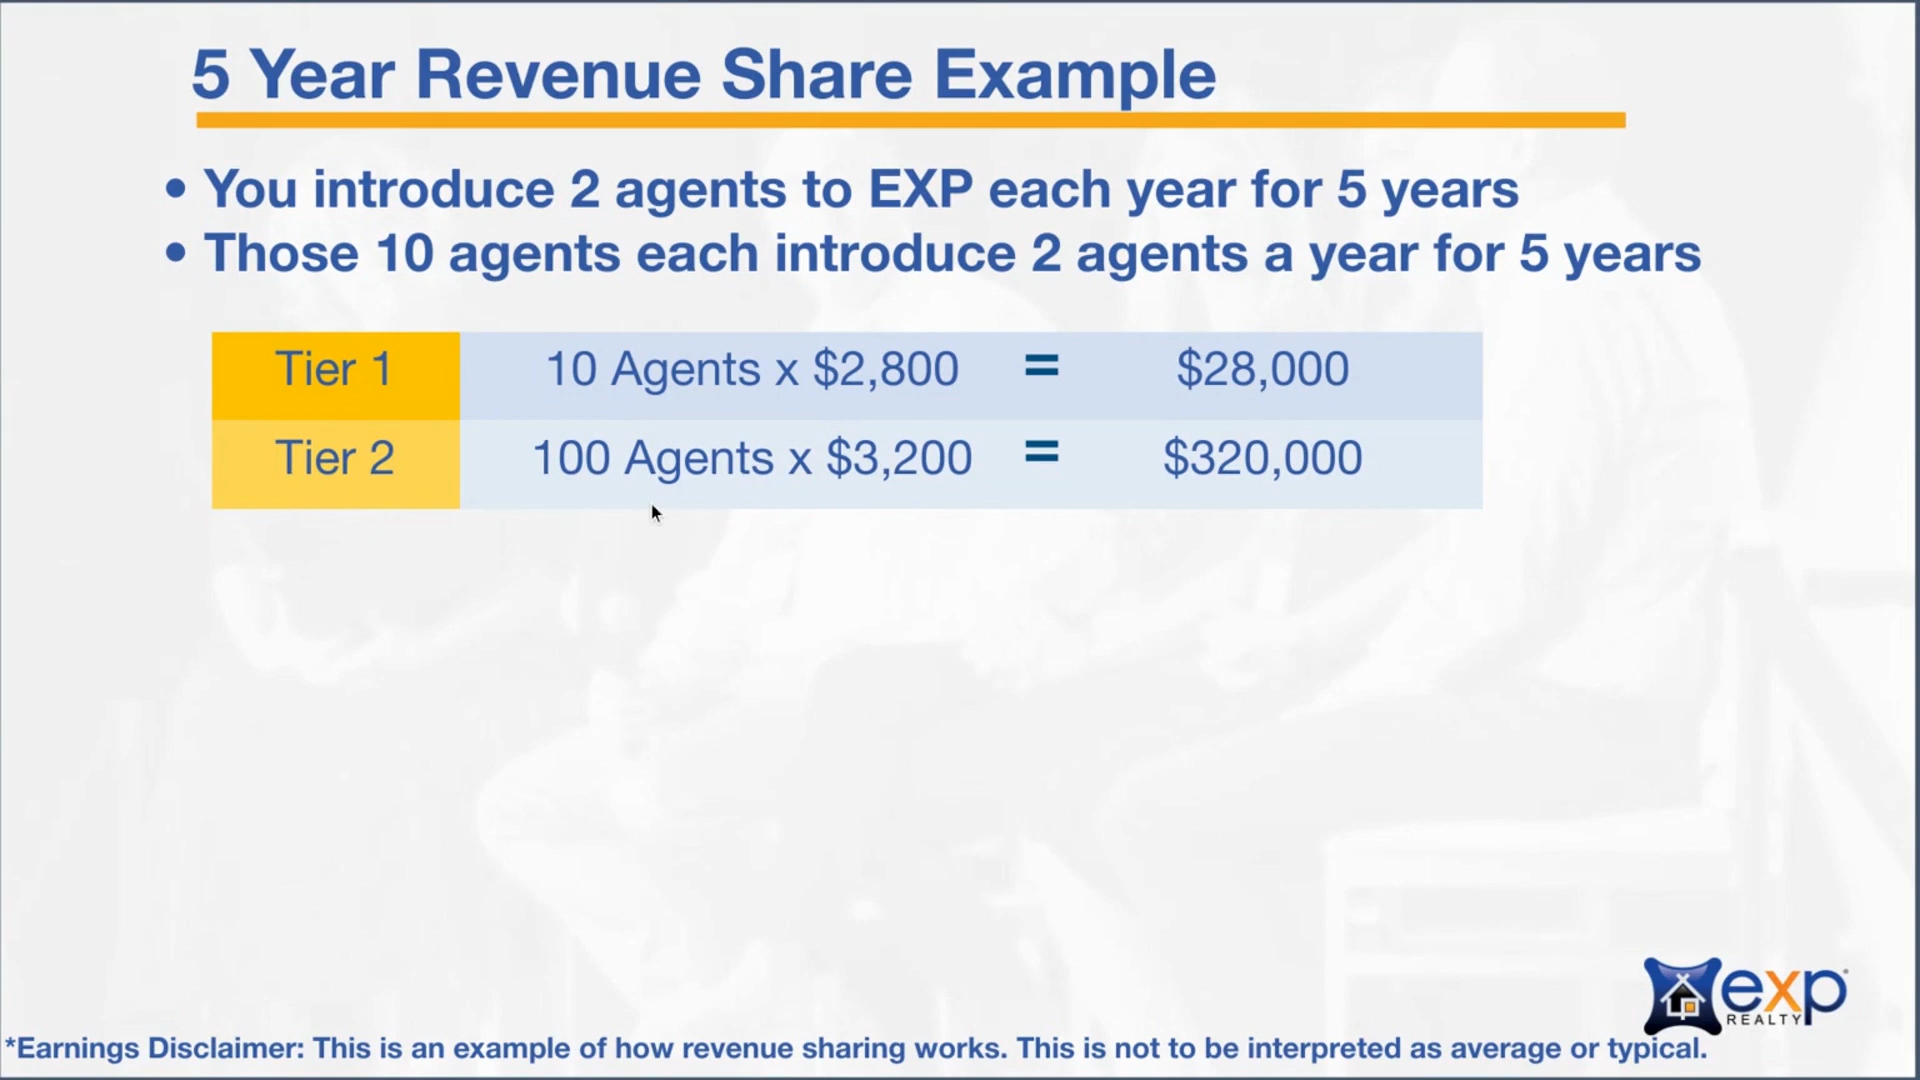 5 Year Revenue Share Example
• You introduce 2 agents to EXP each year for 5 years
• Those 10 agents each introduce 2 agents a year for 5 years
Tier 1 10 Agents x $2,800 = $28,000
Tier 2 100 Agents x $3,200 = $320,000
exp
REALTY
*Earnings Disclaimer: This is an example of how revenue sharing works. This is not to be interpreted as average or typical.